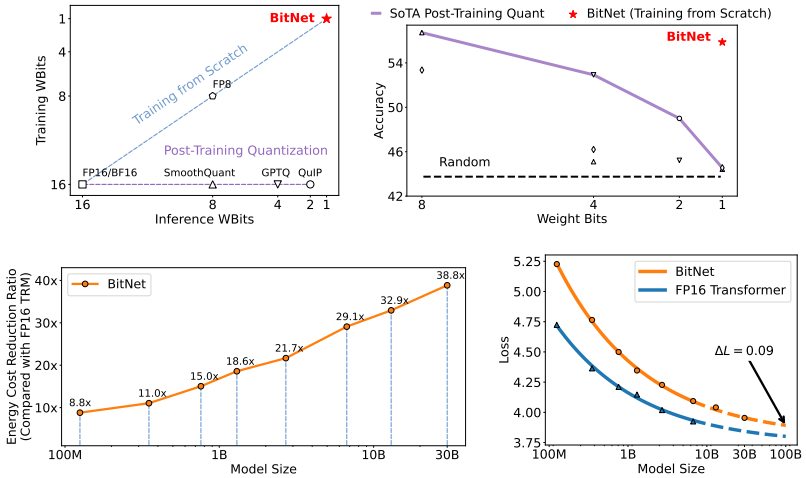 BitNet
Training from Scratch
FP8
Post-Training Quantization
FP16/BF16
SmoothQuant
GPTQ
QuIP
1
4
8
16
Training WBits
16
8
4
2
1
Inference WBits
SoTA Post-Training Quant
BitNet (Training from Scratch)
BitNet
Random
54
50
46
42
Accuracy
8
4
2
1
Weight Bits
BitNet
8.8x
11.0x
15.0x
18.6x
21.7x
29.1x
32.9x
38.8x
40x
30x
20x
10x
Energy Cost Reduction Ratio
(Compared with FP16 TRM)
100M
1B
10B
30B
Model Size
BitNet
FP16 Transformer
ΔL = 0.09
5.25
5.00
4.75
4.50
4.25
4.00
3.75
Loss
100M
1B
10B
30B
100B
Model Size